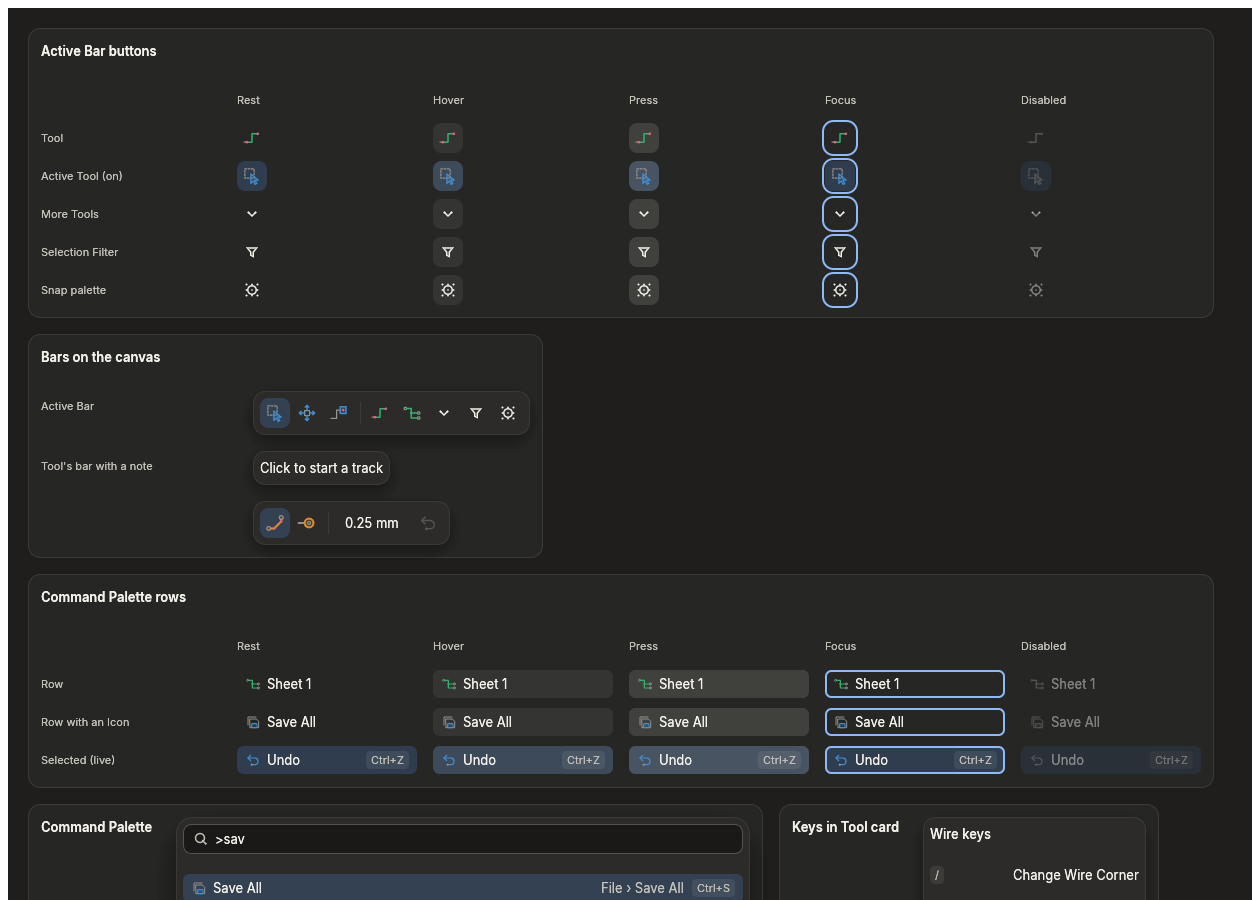 Active Bar buttons
Rest Hover Press Focus Disabled
Tool
Active Tool (on)
More Tools
Selection Filter
Snap palette
Bars on the canvas
Active Bar
Tool's bar with a note Click to start a track
0.25 mm
Command Palette rows
Rest Hover Press Focus Disabled
Row Sheet 1 Sheet 1 Sheet 1 Sheet 1 Sheet 1
Row with an Icon Save All Save All Save All Save All Save All
Selected (live) Undo Ctrl+Z Undo Ctrl+Z Undo Ctrl+Z Undo Ctrl+Z Undo Ctrl+Z
Command Palette
>sav
Save All File › Save All Ctrl+S
Keys in Tool card
Wire keys
/ Change Wire Corner